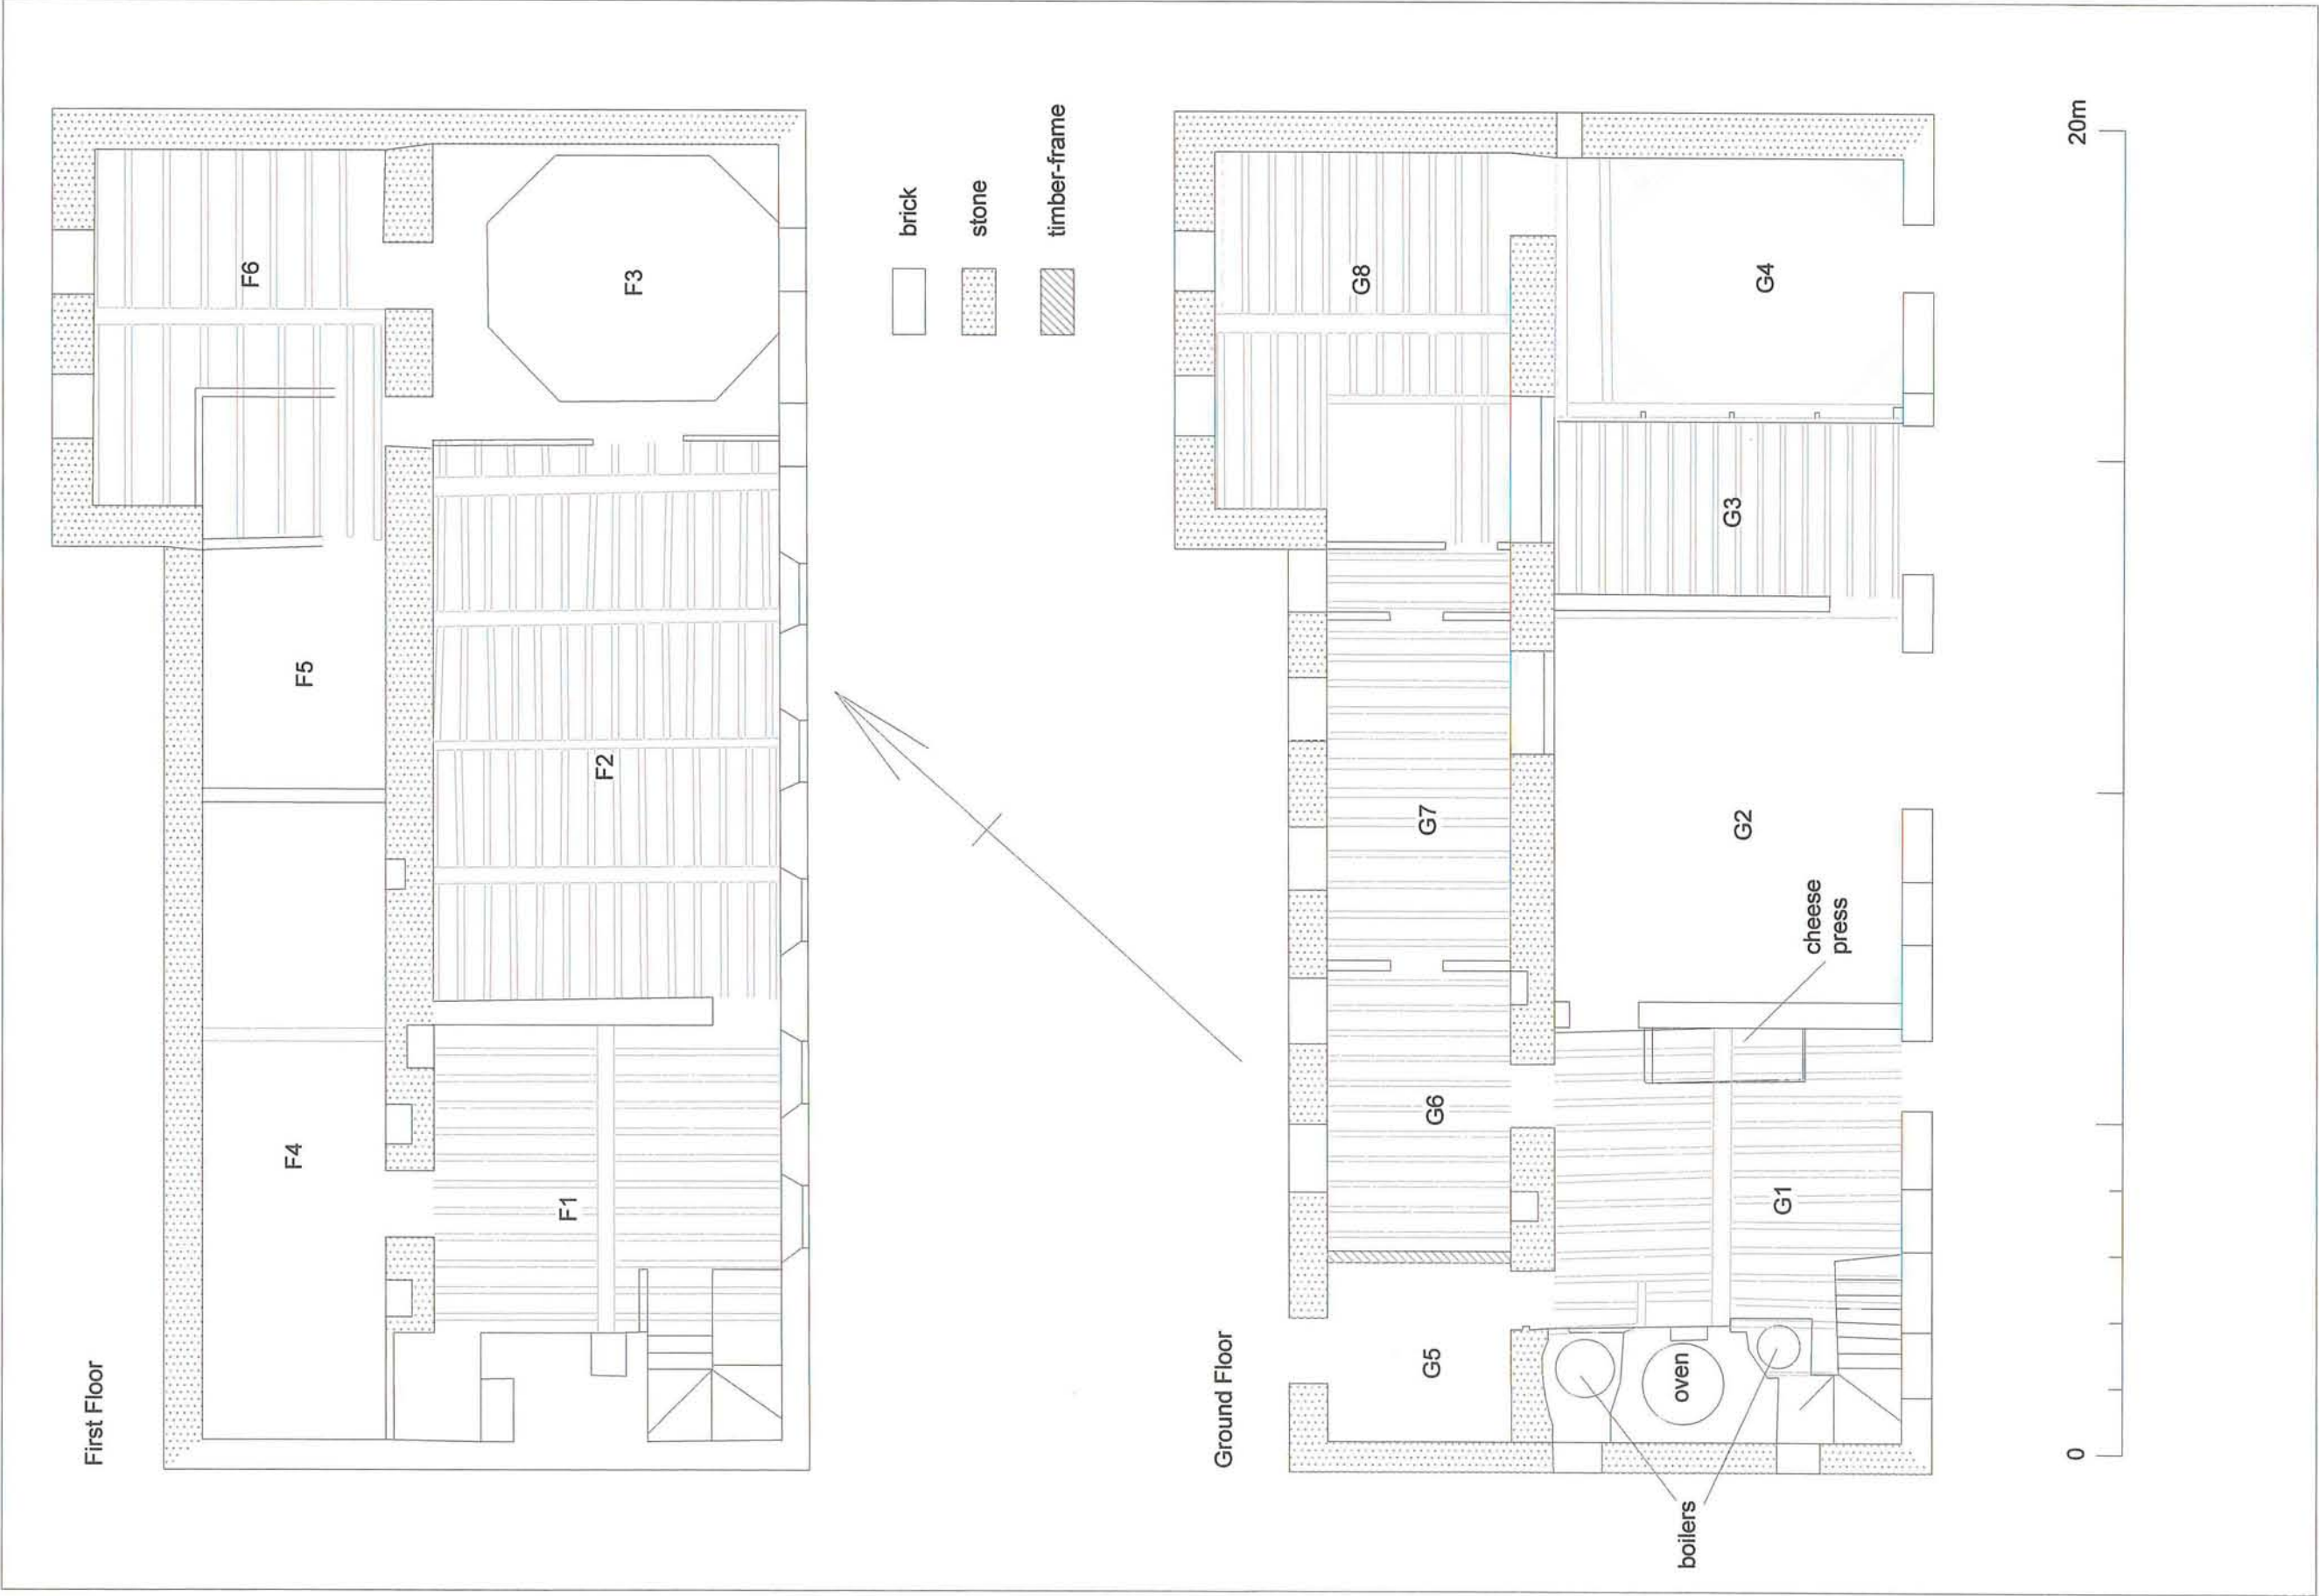 First Floor
F4
F5
F6
F1
F2
F3
brick
stone
timber-frame
Ground Floor
G5
G6
G7
G8
oven
G1
G2
G3
G4
cheese
press
boilers
0
20m